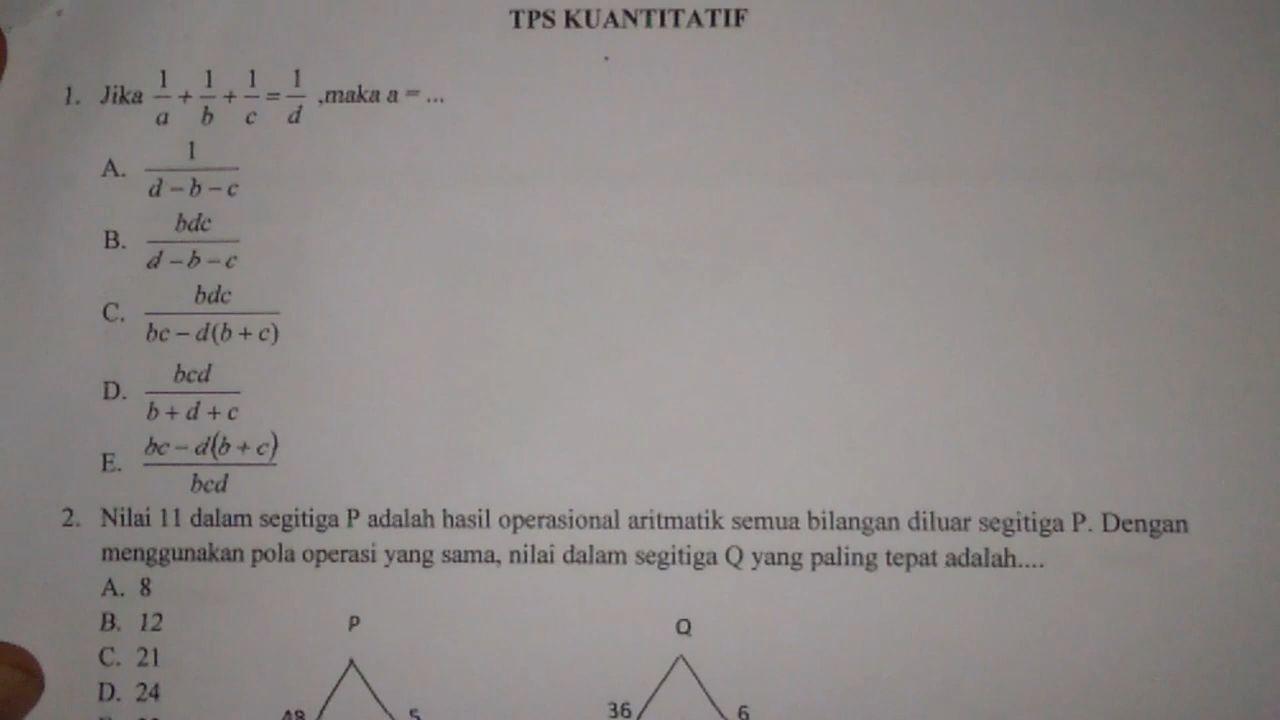 TPS KUANTITATIF
1. Jika 1/a + 1/b + 1/c = 1/d ,maka a = ...
A. 1/(d – b – c)
B. bdc/(d – b – c)
C. bdc/(bc – d(b + c))
D. bcd/(b + d + c)
E. (bc – d(b + c))/bcd
2. Nilai 11 dalam segitiga P adalah hasil operasional aritmatik semua bilangan diluar segitiga P. Dengan
menggunakan pola operasi yang sama, nilai dalam segitiga Q yang paling tepat adalah....
A. 8
B. 12
C. 21
D. 24
P Q
36 6